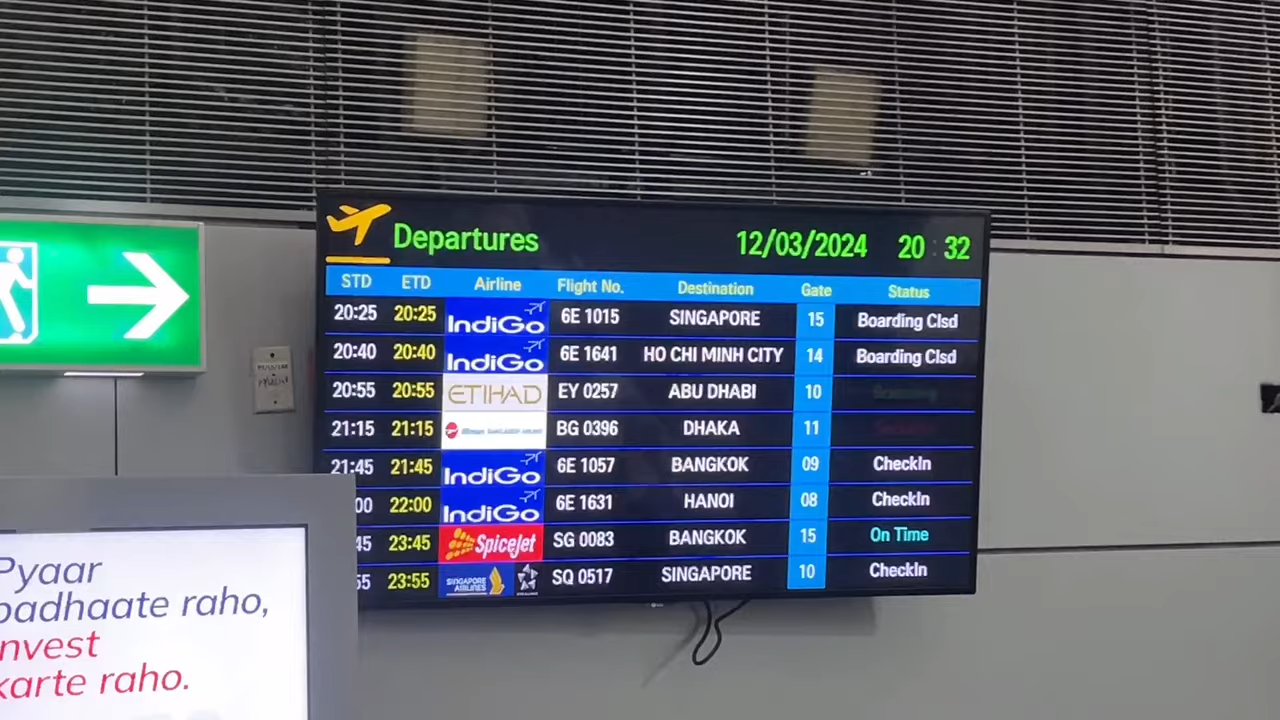 Departures 12/03/2024 20:32
STD ETD Airline Flight No. Destination Gate Status
20:25 20:25 IndiGo 6E 1015 SINGAPORE 15 Boarding Clsd
20:40 20:40 IndiGo 6E 1641 HO CHI MINH CITY 14 Boarding Clsd
20:55 20:55 ETIHAD EY 0257 ABU DHABI 10
21:15 21:15 BG 0396 DHAKA 11
21:45 21:45 IndiGo 6E 1057 BANGKOK 09 CheckIn
00 22:00 IndiGo 6E 1631 HANOI 08 CheckIn
45 23:45 SpiceJet SG 0083 BANGKOK 15 On Time
55 23:55 SINGAPORE AIRLINES SQ 0517 SINGAPORE 10 CheckIn
Pyaar
badhaate raho,
nvest
karte raho.